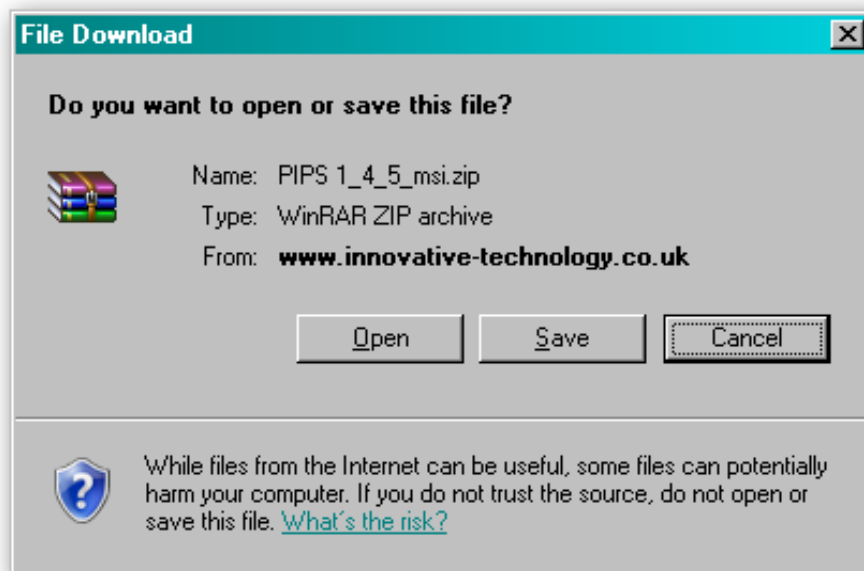 File Download
Do you want to open or save this file?
Name: PIPS 1_4_5_msi.zip
Type: WinRAR ZIP archive
From: www.innovative-technology.co.uk
Open Save Cancel
While files from the Internet can be useful, some files can potentially
harm your computer. If you do not trust the source, do not open or
save this file. What's the risk?